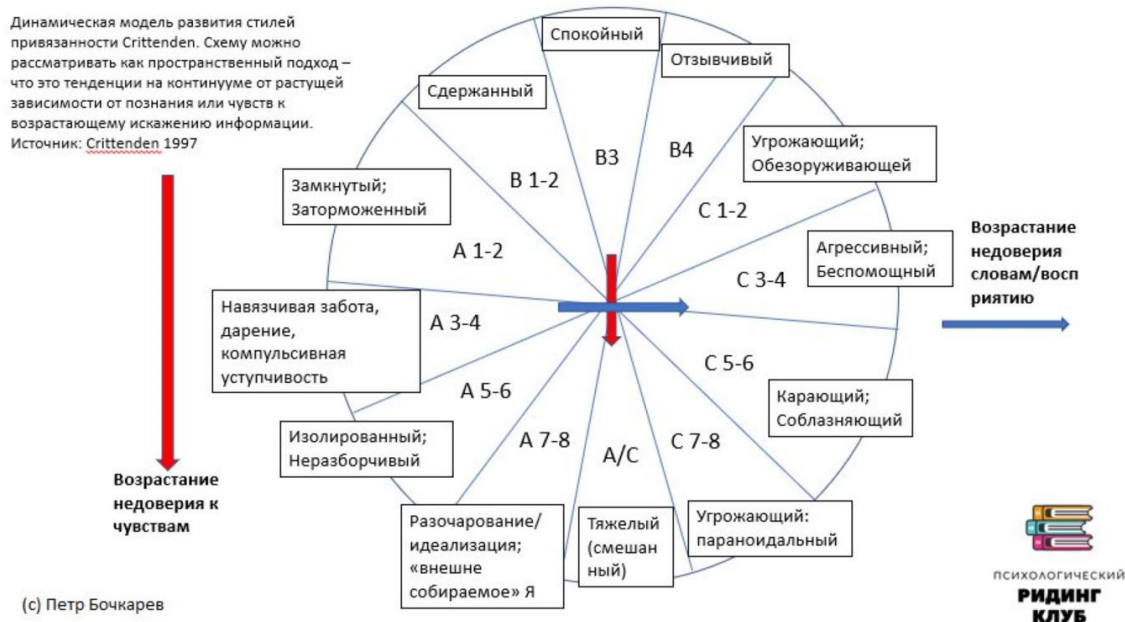 Динамическая модель развития стилей
привязанности Crittenden. Схему можно
рассматривать как пространственный подход –
что это тенденции на континууме от растущей
зависимости от познания или чувств к
возрастающему искажению информации.
Источник: Crittenden 1997
Спокойный
Отзывчивый
Сдержанный
Угрожающий;
Обезоруживающей
Замкнутый;
Заторможенный
Агрессивный;
Беспомощный
Навязчивая забота,
дарение,
компульсивная
уступчивость
Карающий;
Соблазняющий
Изолированный;
Неразборчивый
Разочарование/
идеализация;
«внешне
собираемое» Я
Тяжелый
(смешан
ный)
Угрожающий:
параноидальный
B3
B4
B 1-2
C 1-2
A 1-2
C 3-4
A 3-4
C 5-6
A 5-6
A 7-8
A/C
C 7-8
Возрастание
недоверия
словам/восп
риятию
Возрастание
недоверия к
чувствам
(с) Петр Бочкарев
ПСИХОЛОГИЧЕСКИЙ
РИДИНГ
КЛУБ